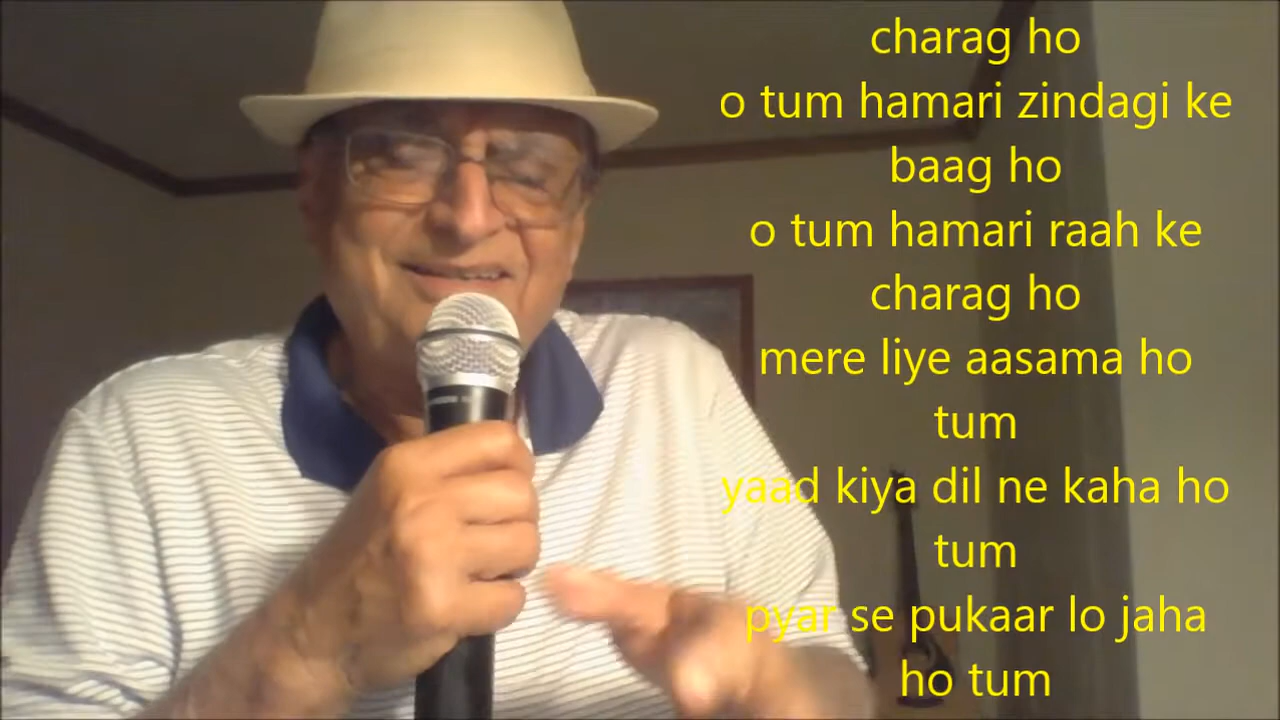 charag ho
o tum hamari zindagi ke
baag ho
o tum hamari raah ke
charag ho
mere liye aasama ho
tum
yaad kiya dil ne kaha ho
tum
pyar se pukaar lo jaha
ho tum